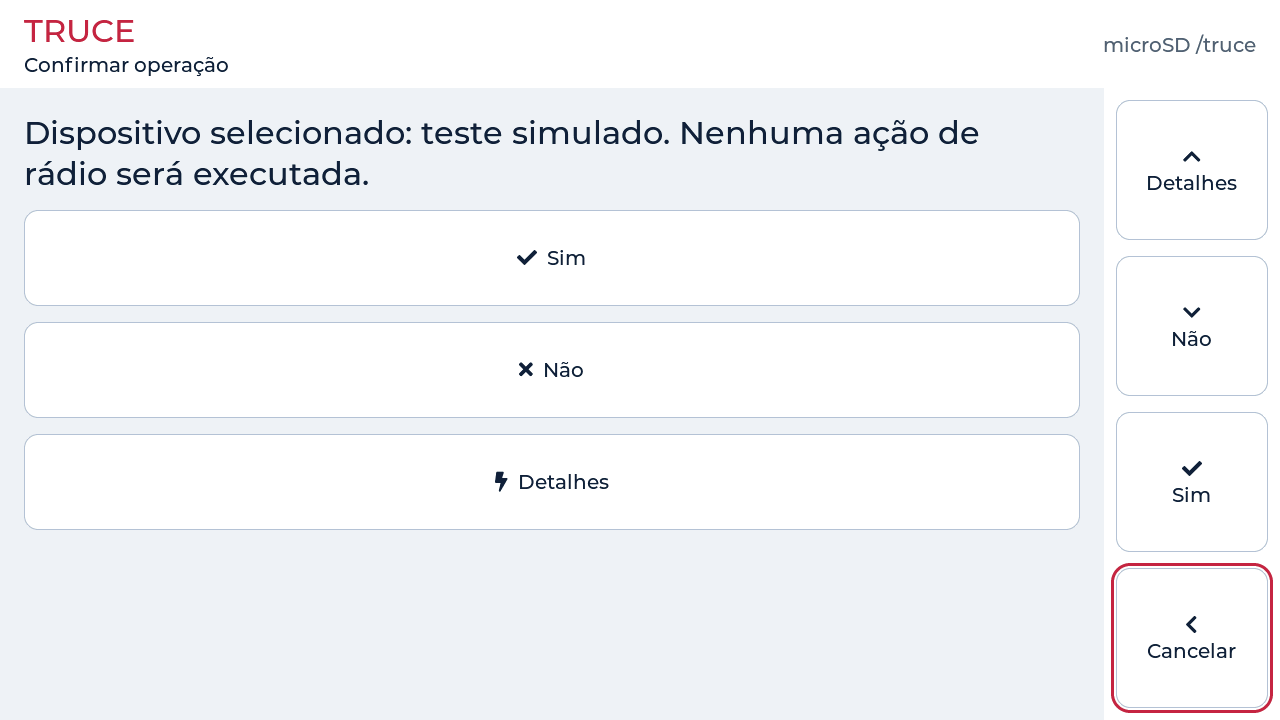 TRUCE
Confirmar operação
microSD /truce
Dispositivo selecionado: teste simulado. Nenhuma ação de
rádio será executada.
Sim
Não
Detalhes
Detalhes
Não
Sim
Cancelar